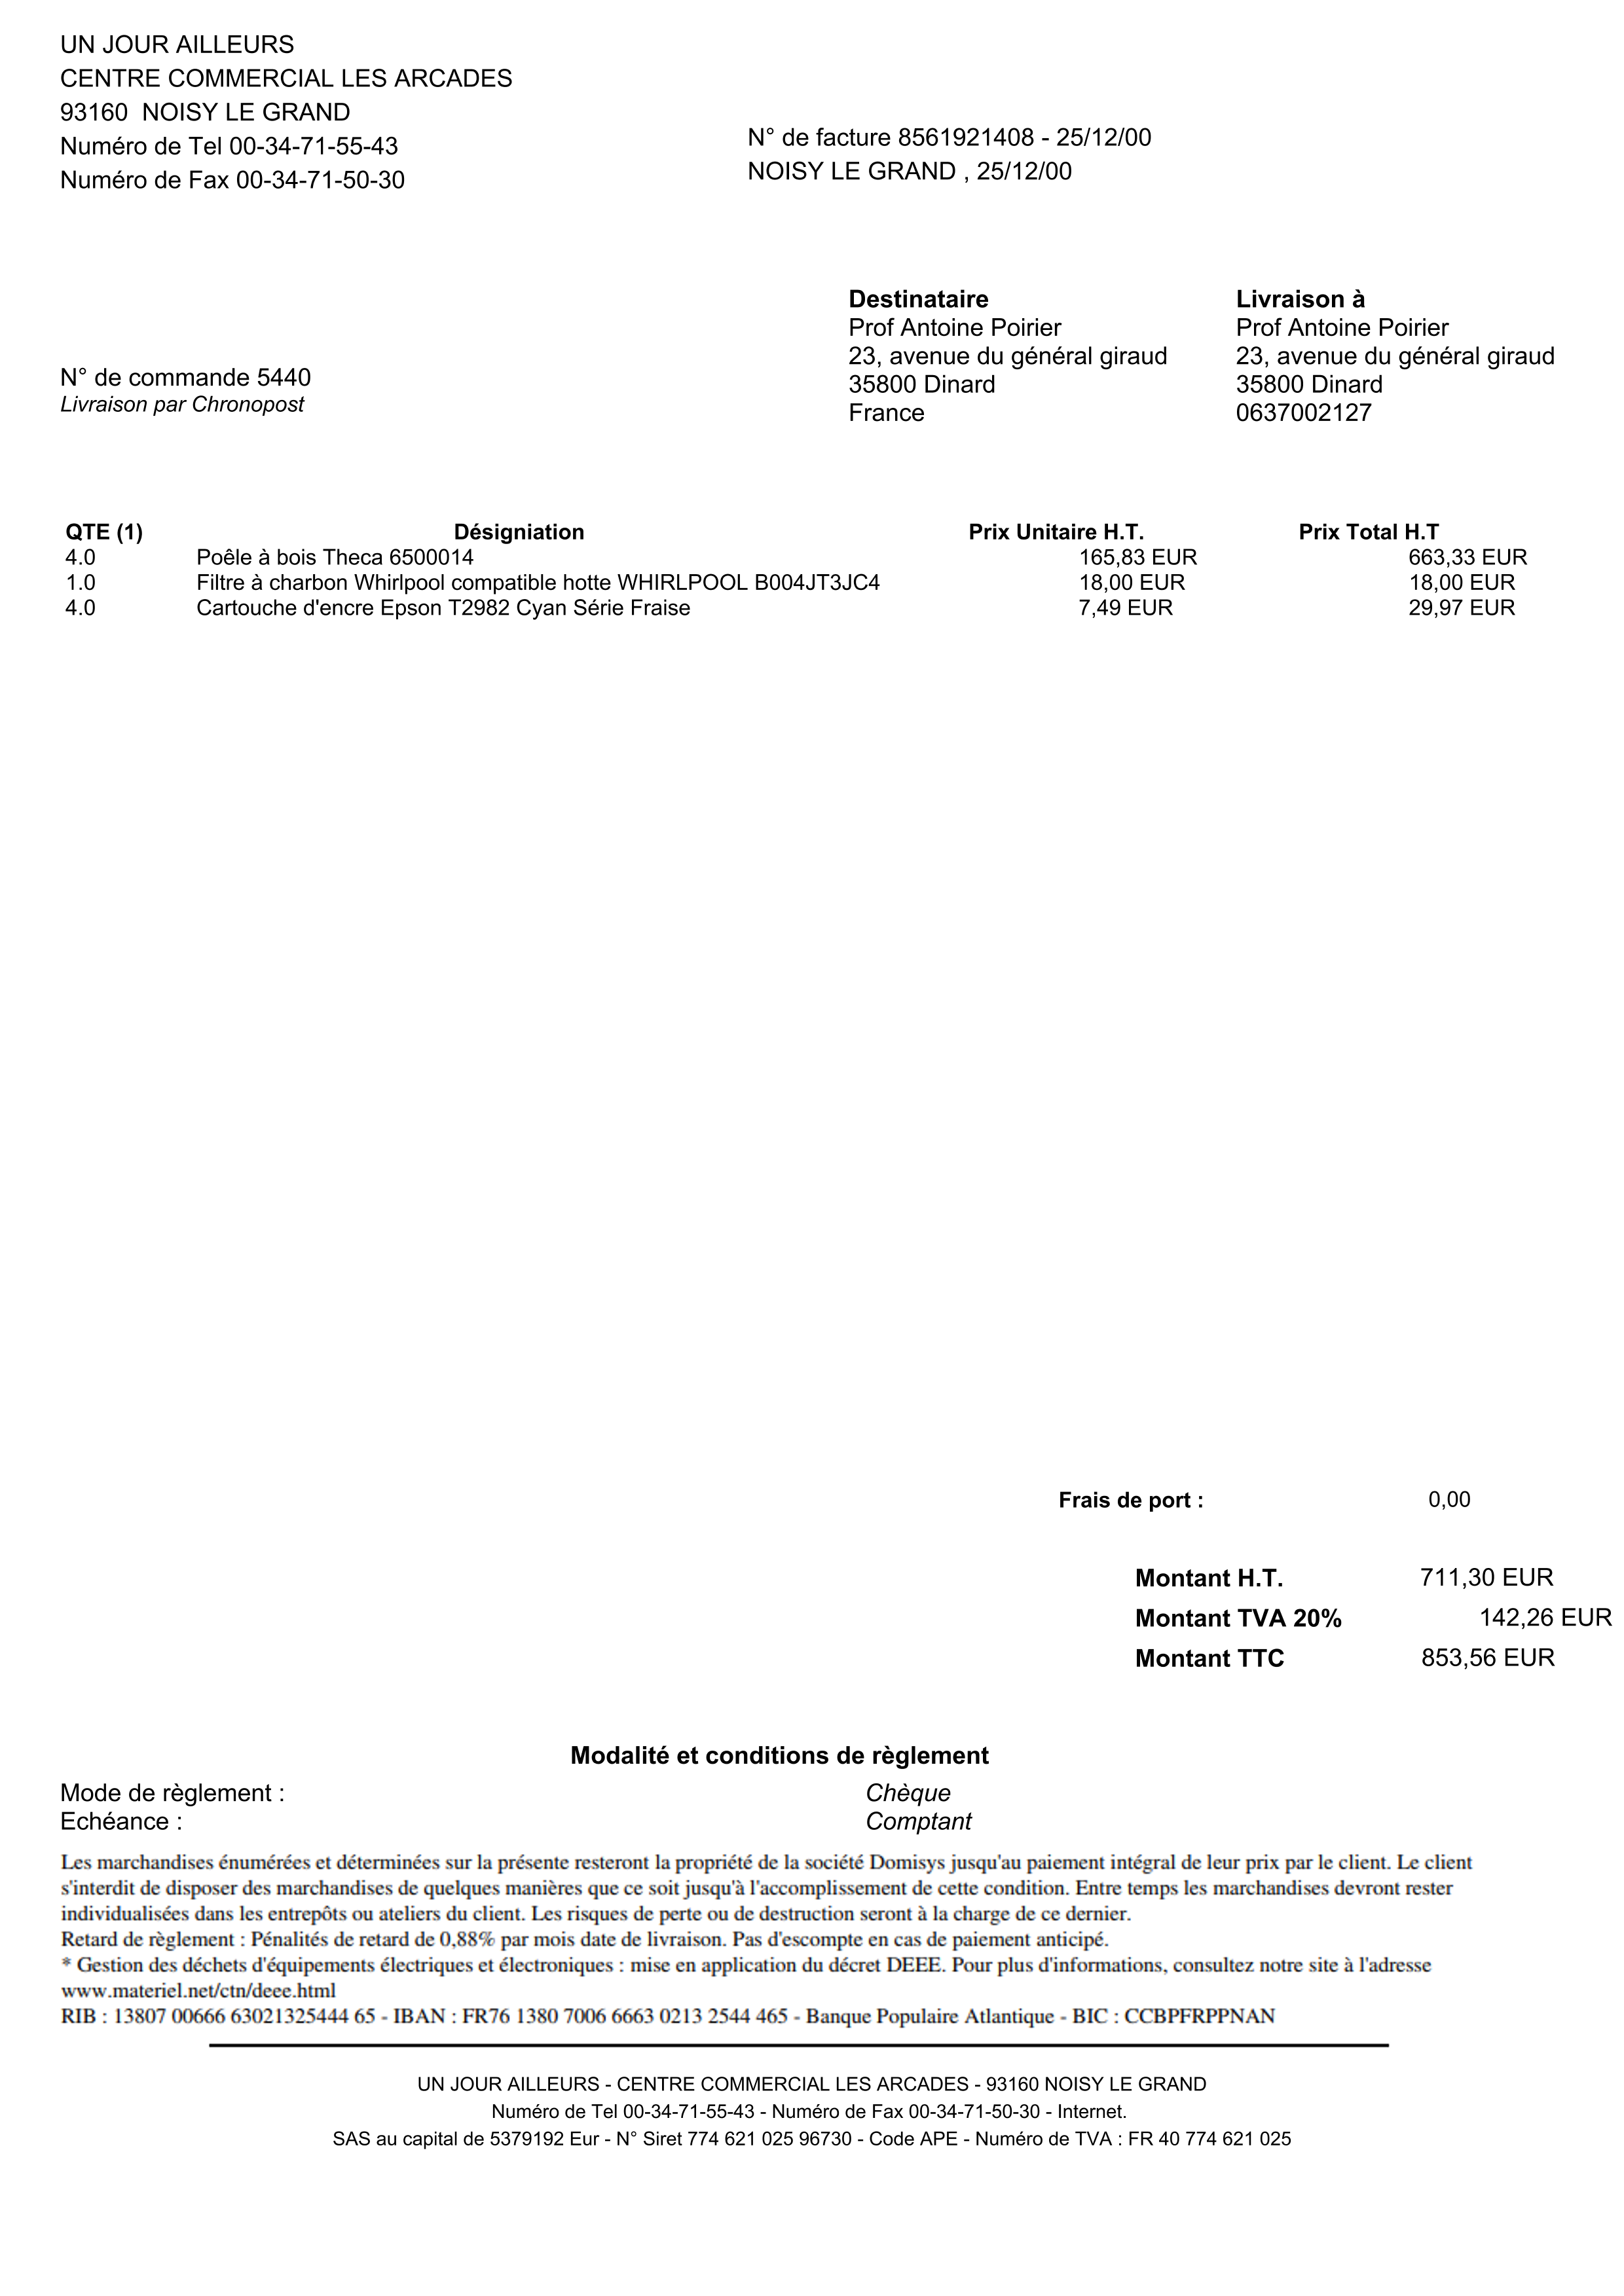 UN JOUR AILLEURS
CENTRE COMMERCIAL LES ARCADES
93160 NOISY LE GRAND
Numéro de Tel 00-34-71-55-43
Numéro de Fax 00-34-71-50-30
N° de facture 8561921408 - 25/12/00
NOISY LE GRAND , 25/12/00
N° de commande 5440
Livraison par Chronopost
Destinataire
Prof Antoine Poirier
23, avenue du général giraud
35800 Dinard
France
Livraison à
Prof Antoine Poirier
23, avenue du général giraud
35800 Dinard
0637002127
QTE (1) Désigniation Prix Unitaire H.T. Prix Total H.T
4.0 Poêle à bois Theca 6500014 165,83 EUR 663,33 EUR
1.0 Filtre à charbon Whirlpool compatible hotte WHIRLPOOL B004JT3JC4 18,00 EUR 18,00 EUR
4.0 Cartouche d'encre Epson T2982 Cyan Série Fraise 7,49 EUR 29,97 EUR
Frais de port : 0,00
Montant H.T. 711,30 EUR
Montant TVA 20% 142,26 EUR
Montant TTC 853,56 EUR
Modalité et conditions de règlement
Mode de règlement : Chèque
Echéance : Comptant
Les marchandises énumérées et déterminées sur la présente resteront la propriété de la société Domisys jusqu'au paiement intégral de leur prix par le client. Le client
s'interdit de disposer des marchandises de quelques manières que ce soit jusqu'à l'accomplissement de cette condition. Entre temps les marchandises devront rester
individualisées dans les entrepôts ou ateliers du client. Les risques de perte ou de destruction seront à la charge de ce dernier.
Retard de règlement : Pénalités de retard de 0,88% par mois date de livraison. Pas d'escompte en cas de paiement anticipé.
* Gestion des déchets d'équipements électriques et électroniques : mise en application du décret DEEE. Pour plus d'informations, consultez notre site à l'adresse
www.materiel.net/ctn/deee.html
RIB : 13807 00666 63021325444 65 - IBAN : FR76 1380 7006 6663 0213 2544 465 - Banque Populaire Atlantique - BIC : CCBPFRPPNAN
UN JOUR AILLEURS - CENTRE COMMERCIAL LES ARCADES - 93160 NOISY LE GRAND
Numéro de Tel 00-34-71-55-43 - Numéro de Fax 00-34-71-50-30 - Internet.
SAS au capital de 5379192 Eur - N° Siret 774 621 025 96730 - Code APE - Numéro de TVA : FR 40 774 621 025